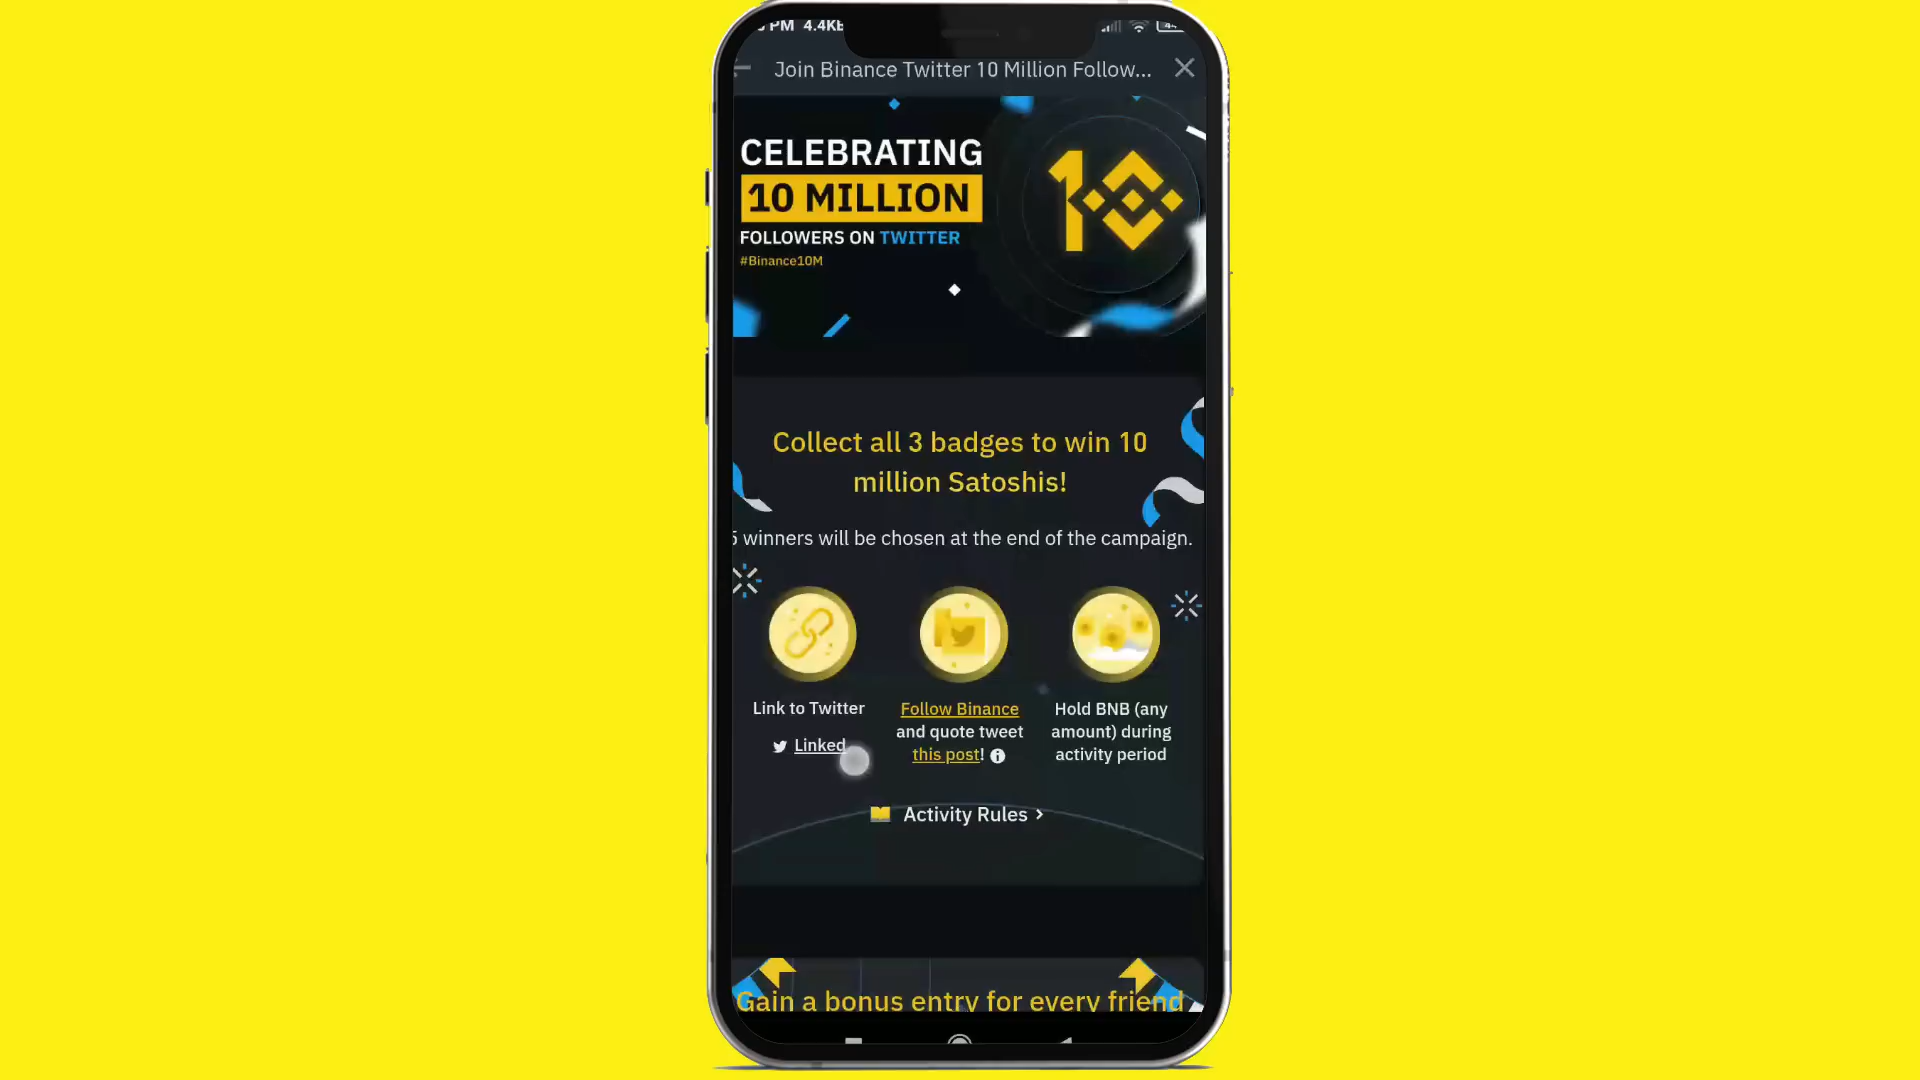 PM 4.4KB
Join Binance Twitter 10 Million Follow...
CELEBRATING
10 MILLION
FOLLOWERS ON TWITTER
#Binance10M
10
Collect all 3 badges to win 10
million Satoshis!
5 winners will be chosen at the end of the campaign.
Link to Twitter
Linked
Follow Binance
and quote tweet
this post!
Hold BNB (any
amount) during
activity period
Activity Rules >
Gain a bonus entry for every friend